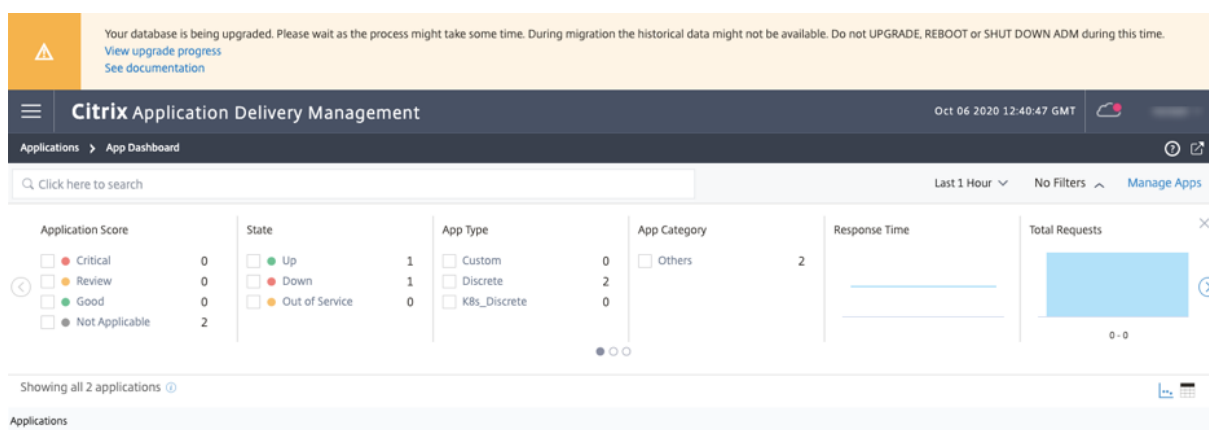 Your database is being upgraded. Please wait as the process might take some time. During migration the historical data might not be available. Do not UPGRADE, REBOOT or SHUT DOWN ADM during this time.
View upgrade progress
See documentation
Citrix Application Delivery Management
Oct 06 2020 12:40:47 GMT
Applications > App Dashboard
Click here to search
Last 1 Hour
No Filters
Manage Apps
Application Score
Critical 0
Review 0
Good 0
Not Applicable 2
State
Up 1
Down 1
Out of Service 0
App Type
Custom 0
Discrete 2
K8s_Discrete 0
App Category
Others 2
Response Time
Total Requests
0 - 0
Showing all 2 applications
Applications